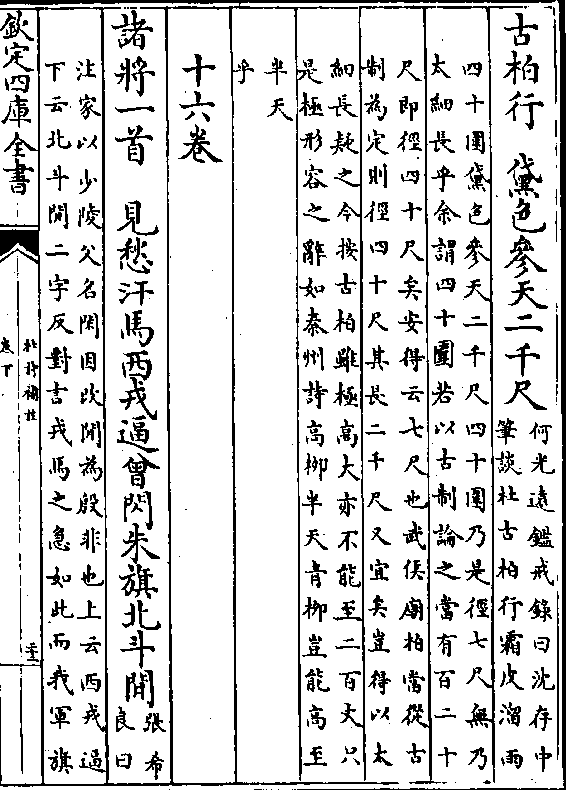 古柏行　黛色參天二千尺
何光遠鑑戒錄曰沈存中
筆談杜古柏行霜皮溜雨
四十圍黛色參天二千尺四十圍乃是徑七尺無乃
太細長乎余謂四十圍若以古制論之當有百二十
尺即徑四十尺矣安得云七尺也武侯廟柏當從古
制為定則徑四十尺其長二千尺又宜矣豈得以太
細長疑之今按古柏雖極高大亦不能至二百丈只
是極形容之辭如秦州詩高柳半天青柳豈能高至
半天
乎
十六卷
諸將一首　見愁汗馬西戎逼曾閃朱旗北斗間
張希
良曰
注家以少陵父名閑因改閒為殷非也上云西戎逼
下云北斗閒二字反對言戎馬之急如此而我軍旗
欽定四庫全書
杜詩補註
卷下